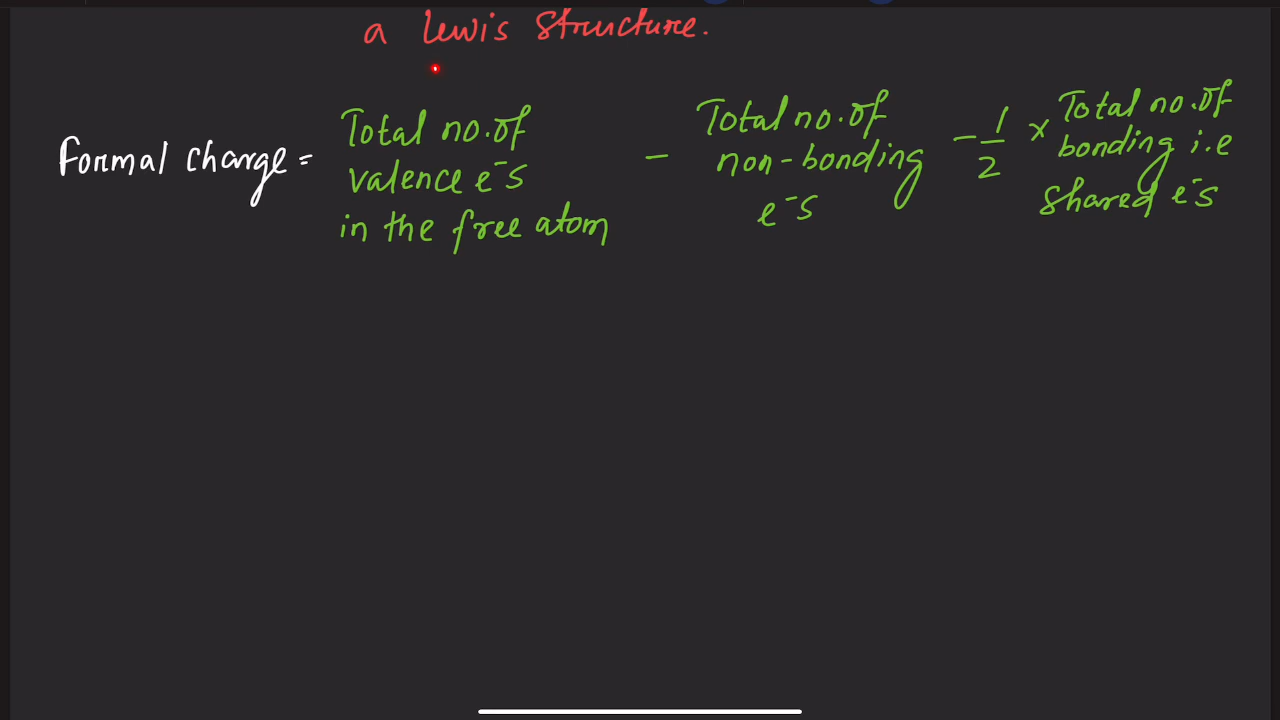 a Lewis Structure.
Formal charge = Total no. of valence e⁻s in the free atom - Total no. of non-bonding e⁻s - 1/2 × Total no. of bonding i.e shared e⁻s